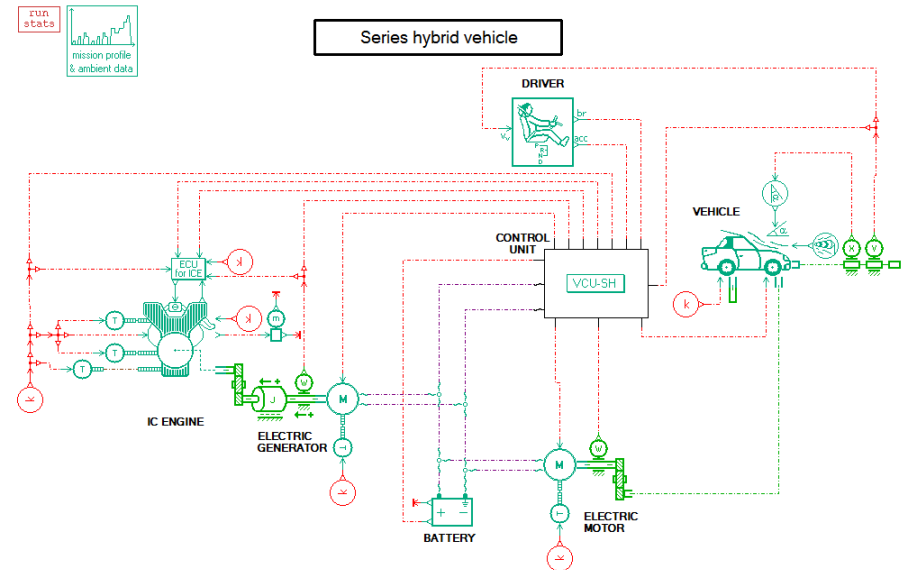 run
stats
mission profile
& ambient data
Series hybrid vehicle
DRIVER
br
acc
Vv
F
R
N
D
VEHICLE
α
X
V
CONTROL
UNIT
VCU-SH
ECU
for ICE
k
k
k
T
T
T
m
k
IC ENGINE
J
W
M
T
k
ELECTRIC
GENERATOR
W
M
T
k
ELECTRIC
MOTOR
+
−
BATTERY